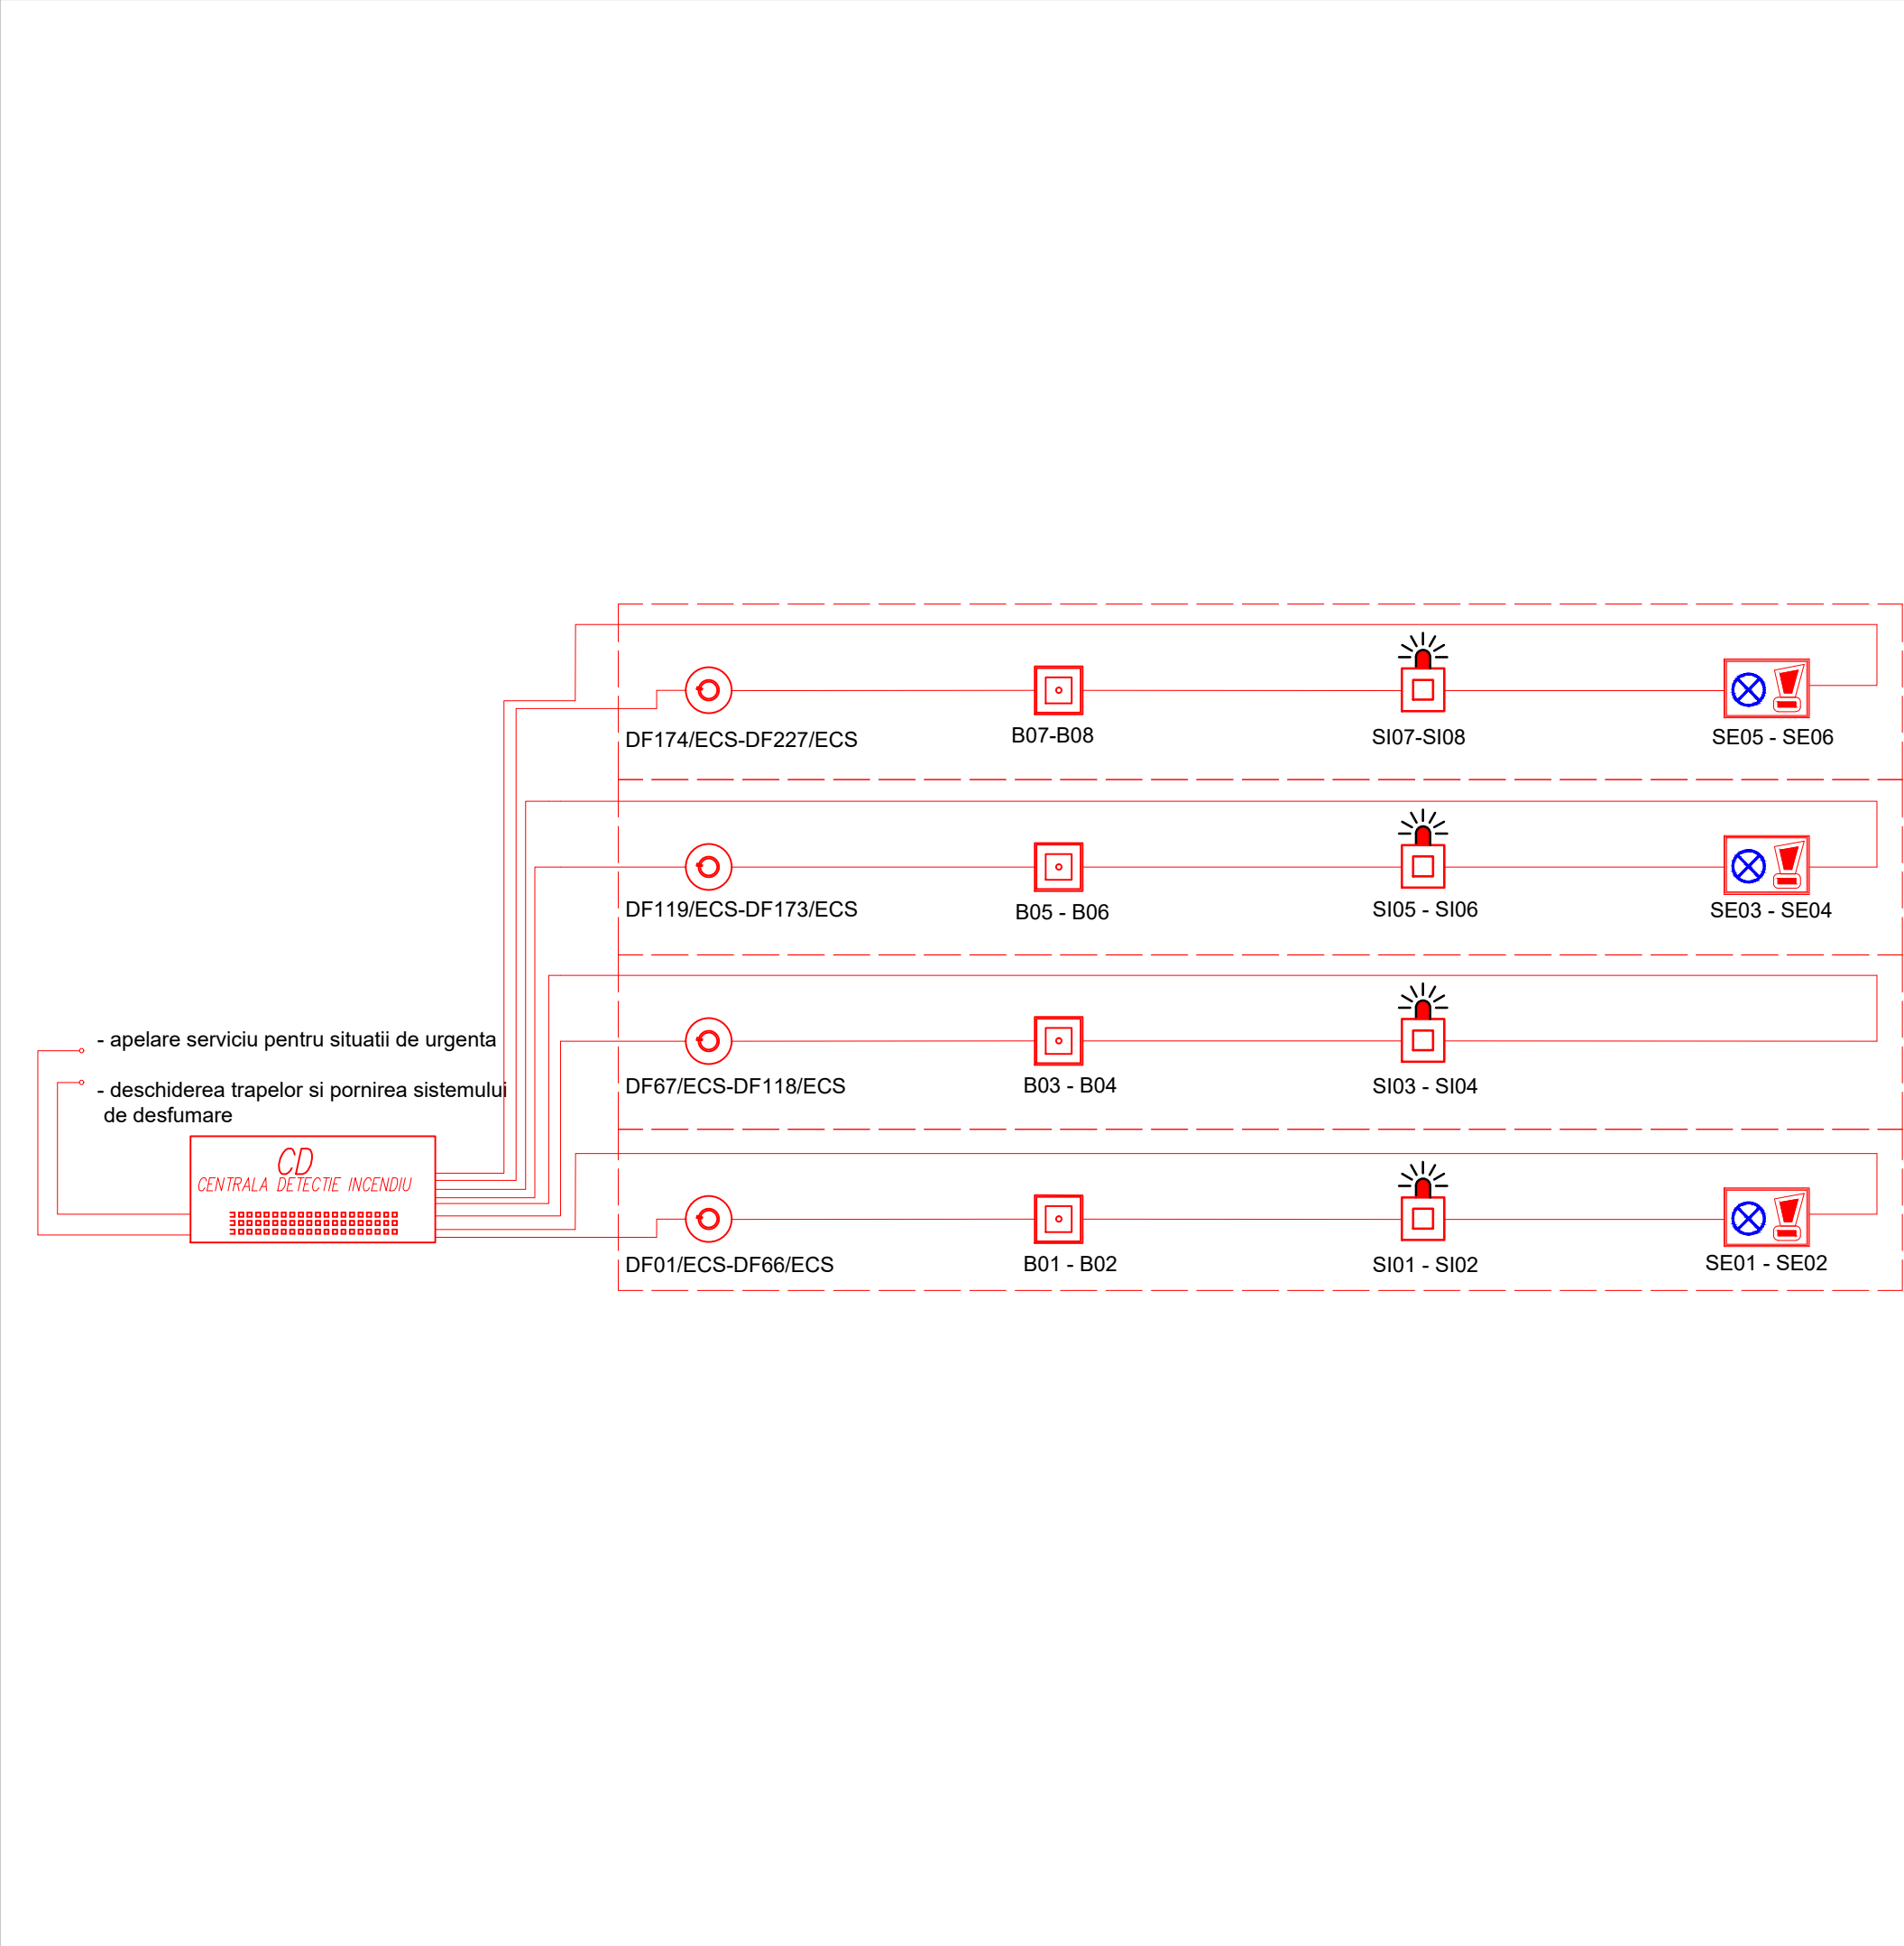 DF174/ECS-DF227/ECS
B07-B08
SI07-SI08
SE05 - SE06
DF119/ECS-DF173/ECS
B05 - B06
SI05 - SI06
SE03 - SE04
- apelare serviciu pentru situatii de urgenta
- deschiderea trapelor si pornirea sistemului
de desfumare
DF67/ECS-DF118/ECS
B03 - B04
SI03 - SI04
CD
CENTRALA DETECTIE INCENDIU
DF01/ECS-DF66/ECS
B01 - B02
SI01 - SI02
SE01 - SE02